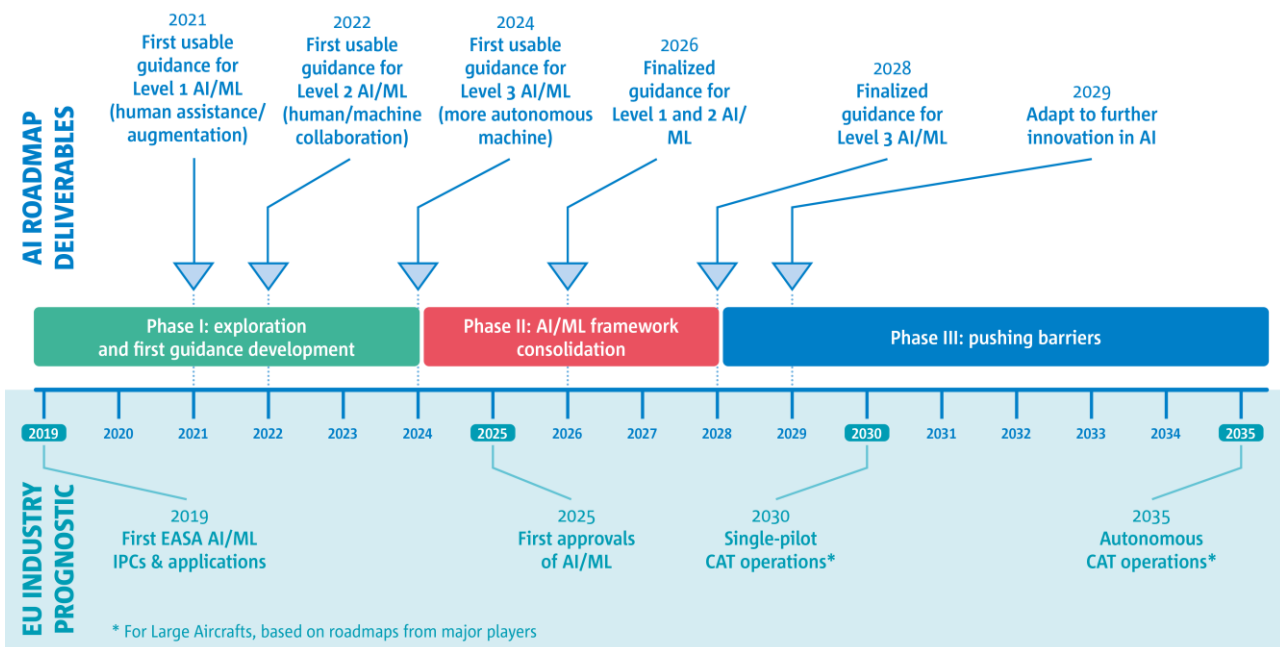 AI ROADMAP
DELIVERABLES
2021
First usable
guidance for
Level 1 AI/ML
(human assistance/
augmentation)
2022
First usable
guidance for
Level 2 AI/ML
(human/machine
collaboration)
2024
First usable
guidance for
Level 3 AI/ML
(more autonomous
machine)
2026
Finalized
guidance for
Level 1 and 2 AI/
ML
2028
Finalized
guidance for
Level 3 AI/ML
2029
Adapt to further
innovation in AI
Phase I: exploration
and first guidance development
Phase II: AI/ML framework
consolidation
Phase III: pushing barriers
2019 2020 2021 2022 2023 2024 2025 2026 2027 2028 2029 2030 2031 2032 2033 2034 2035
EU INDUSTRY
PROGNOSTIC
2019
First EASA AI/ML
IPCs & applications
2025
First approvals
of AI/ML
2030
Single-pilot
CAT operations*
2035
Autonomous
CAT operations*
* For Large Aircrafts, based on roadmaps from major players